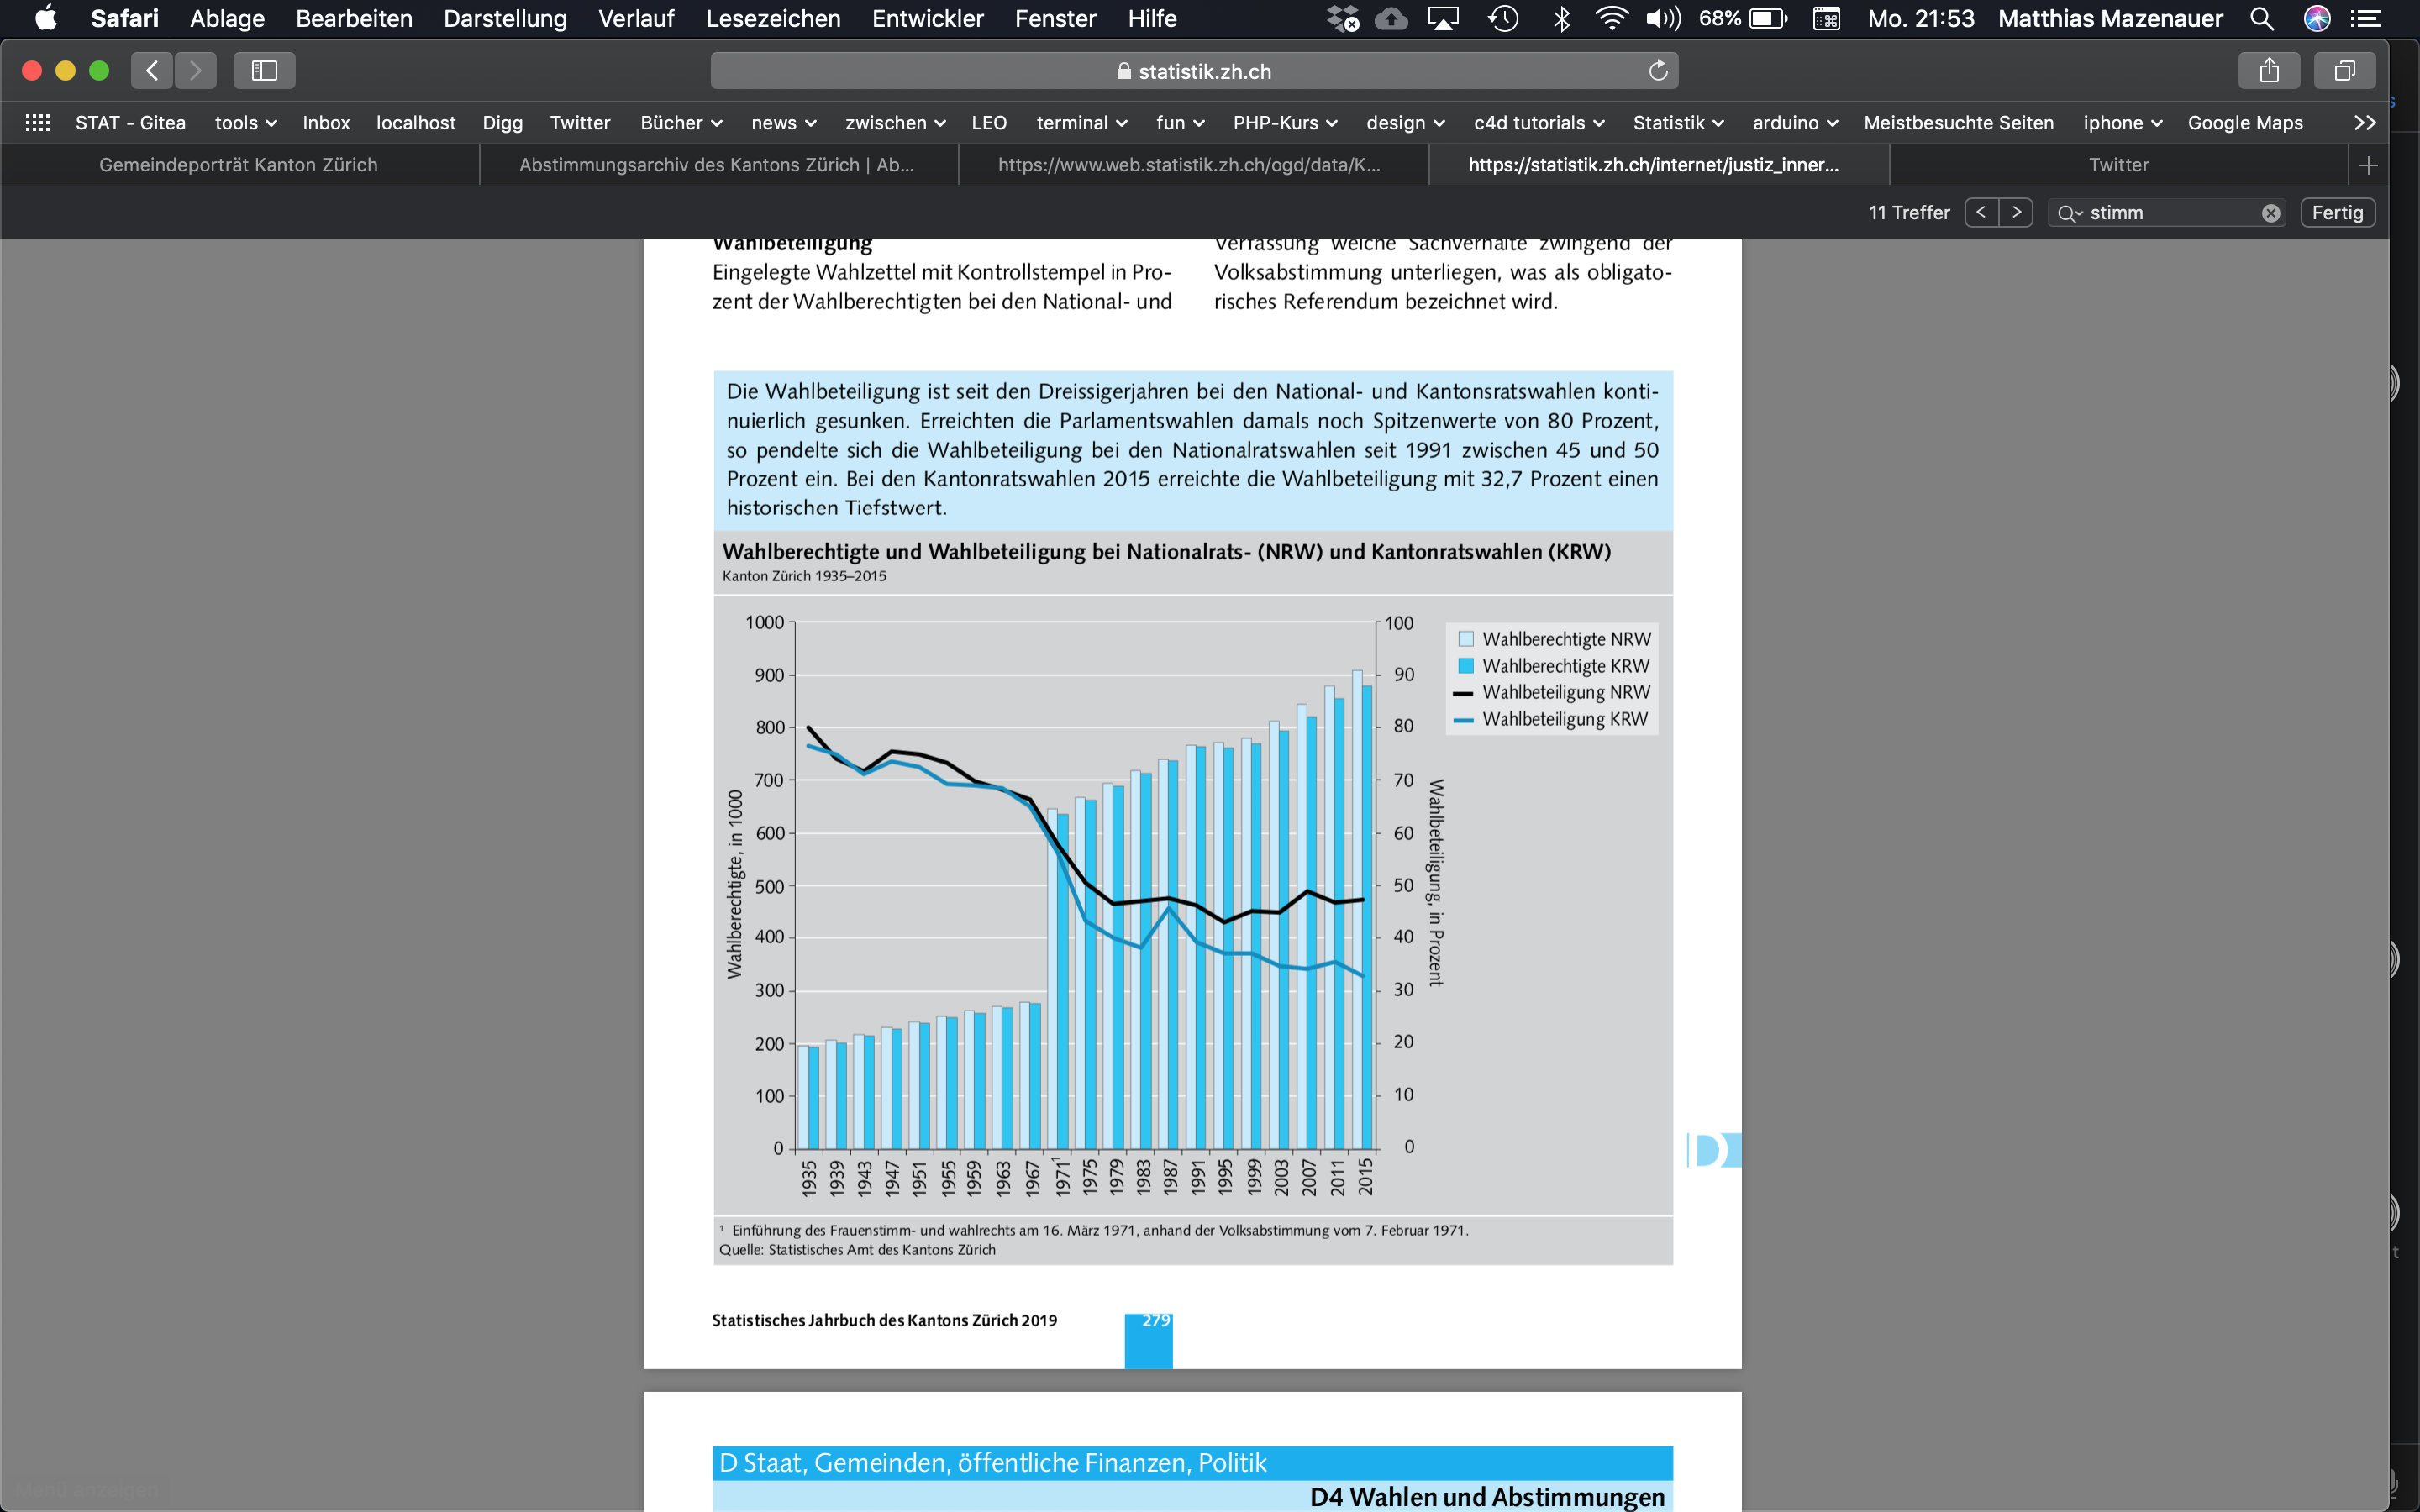 Safari Ablage Bearbeiten Darstellung Verlauf Lesezeichen Entwickler Fenster Hilfe 68% Mo. 21:53 Matthias Mazenauer
statistik.zh.ch
STAT - Gitea tools Inbox localhost Digg Twitter Bücher news zwischen LEO terminal fun PHP-Kurs design c4d tutorials Statistik arduino Meistbesuchte Seiten iphone Google Maps
Gemeindeporträt Kanton Zürich Abstimmungsarchiv des Kantons Zürich | Ab... https://www.web.statistik.zh.ch/ogd/data/K... https://statistik.zh.ch/internet/justiz_inner... Twitter
11 Treffer stimm Fertig
Wahlbeteiligung
Eingelegte Wahlzettel mit Kontrollstempel in Pro-
zent der Wahlberechtigten bei den National- und
Verfassung welche Sachverhalte zwingend der
Volksabstimmung unterliegen, was als obligato-
risches Referendum bezeichnet wird.
Die Wahlbeteiligung ist seit den Dreissigerjahren bei den National- und Kantonsratswahlen konti-
nuierlich gesunken. Erreichten die Parlamentswahlen damals noch Spitzenwerte von 80 Prozent,
so pendelte sich die Wahlbeteiligung bei den Nationalratswahlen seit 1991 zwischen 45 und 50
Prozent ein. Bei den Kantonratswahlen 2015 erreichte die Wahlbeteiligung mit 32,7 Prozent einen
historischen Tiefstwert.
Wahlberechtigte und Wahlbeteiligung bei Nationalrats- (NRW) und Kantonratswahlen (KRW)
Kanton Zürich 1935–2015
Wahlberechtigte, in 1000
1000
900
800
700
600
500
400
300
200
100
0
100
90
80
70
60
50
40
30
20
10
0
Wahlbeteiligung, in Prozent
Wahlberechtigte NRW
Wahlberechtigte KRW
Wahlbeteiligung NRW
Wahlbeteiligung KRW
1935 1939 1943 1947 1951 1955 1959 1963 1967 1971¹ 1975 1979 1983 1987 1991 1995 1999 2003 2007 2011 2015
¹ Einführung des Frauenstimm- und wahlrechts am 16. März 1971, anhand der Volksabstimmung vom 7. Februar 1971.
Quelle: Statistisches Amt des Kantons Zürich
D
Statistisches Jahrbuch des Kantons Zürich 2019 279
D Staat, Gemeinden, öffentliche Finanzen, Politik
D4 Wahlen und Abstimmungen